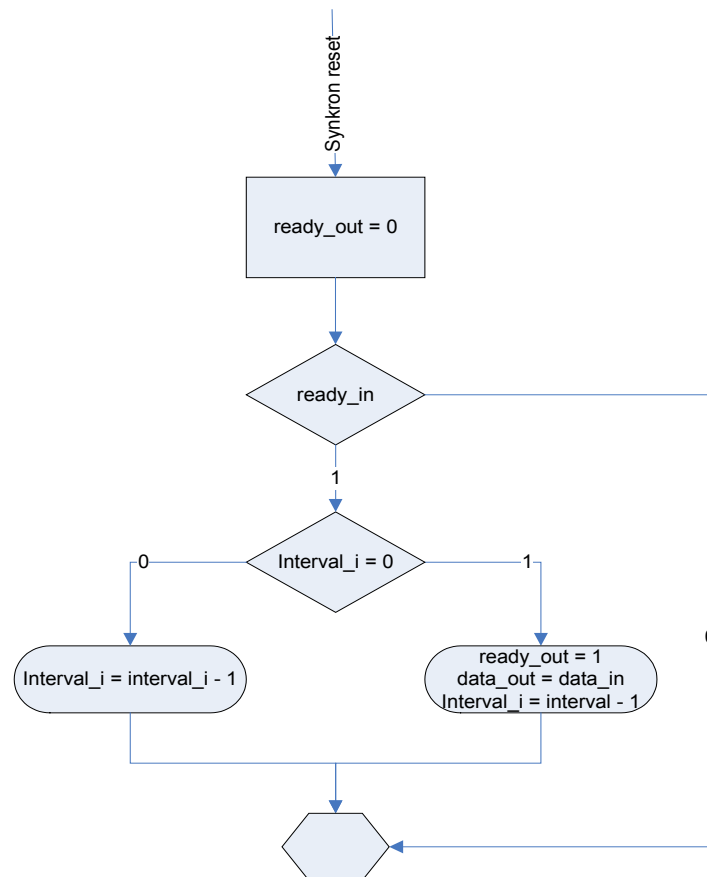 Synkron reset
ready_out = 0
ready_in
1
Interval_i = 0
0
1
Interval_i = interval_i - 1
ready_out = 1
data_out = data_in
Interval_i = interval - 1